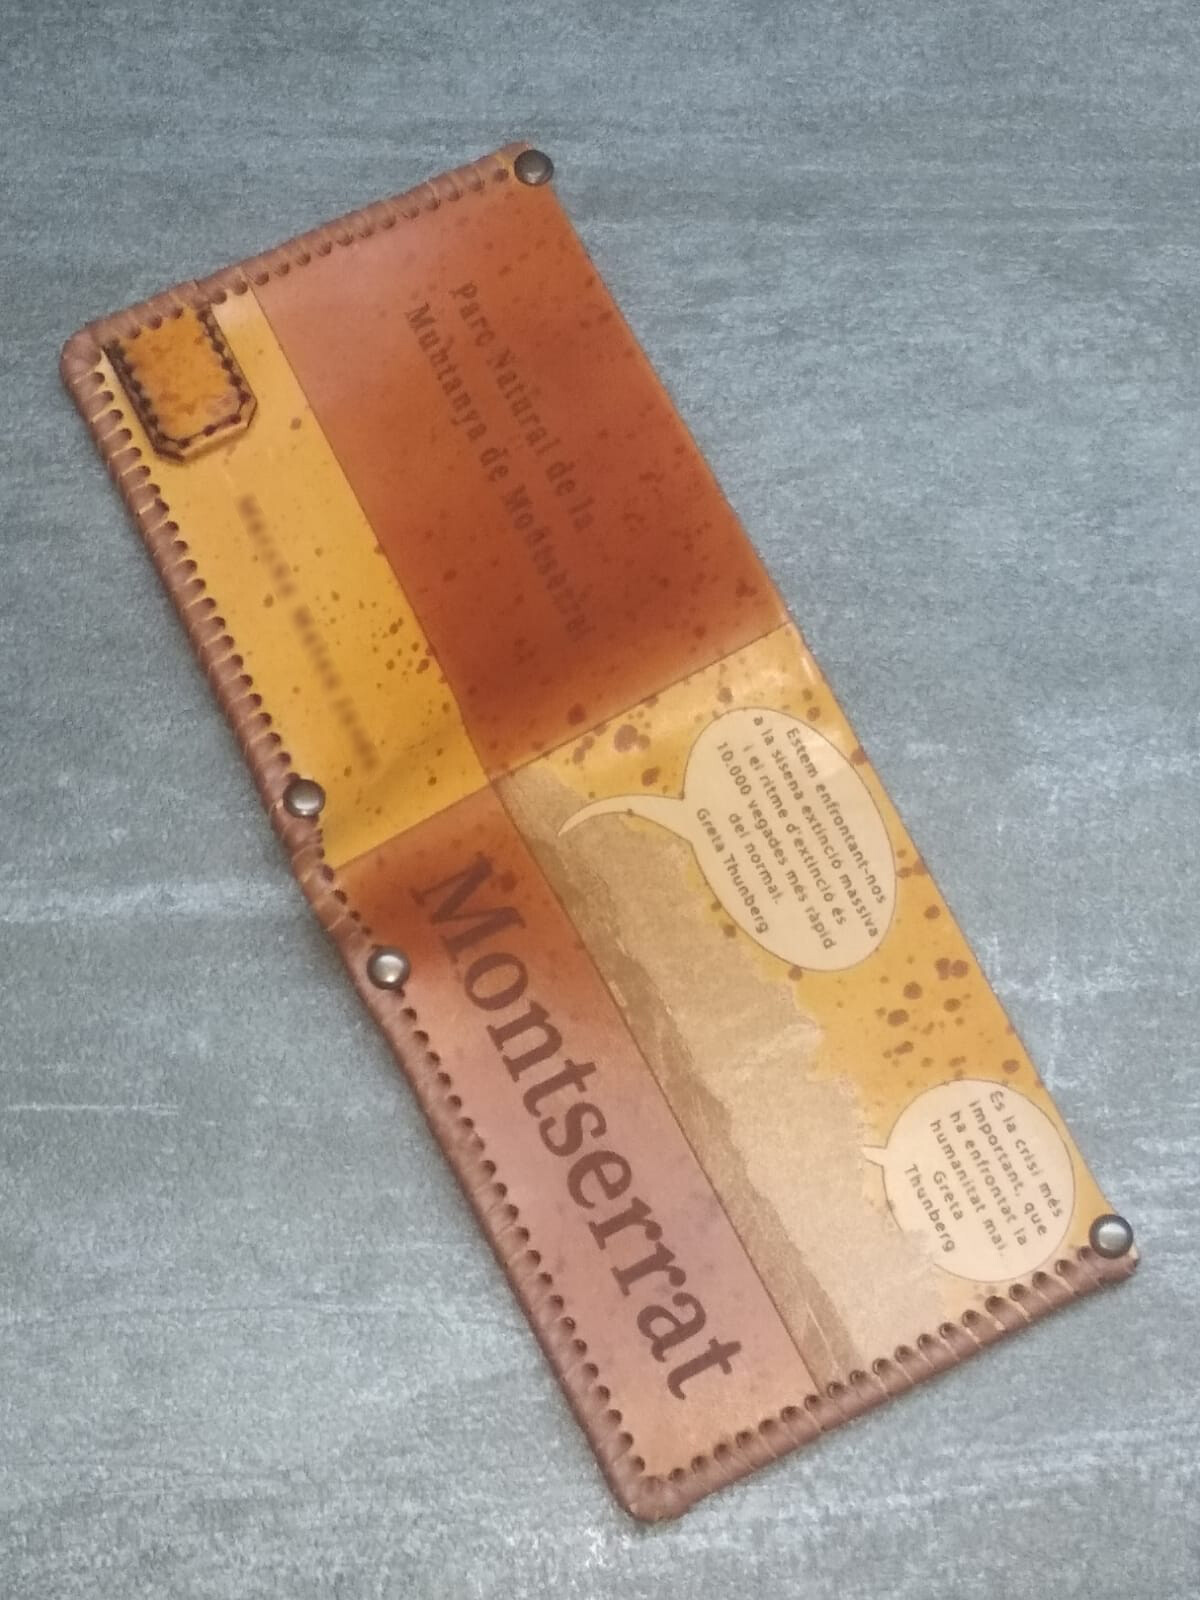 Parc Natural de la
Muntanya de Montserrat
Montserrat
Estem enfrontant-nos
a la sisena extinció massiva
i el ritme d'extinció és
10.000 vegades més ràpid
del normal.
Greta Thunberg
És la crisi més
important, que
ha enfrontat la
humanitat mai.
Greta
Thunberg